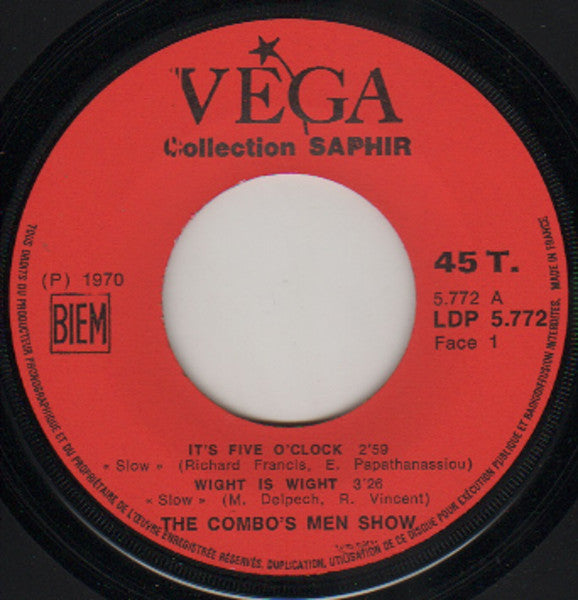 VEGA
Collection SAPHIR
(P) 1970
BIEM
45 T.
5.772 A
LDP 5.772
Face 1
IT'S FIVE O'CLOCK 2'59
« Slow » (Richard Francis, E. Papathanassiou)
WIGHT IS WIGHT 3'26
« Slow » (M. Delpech, R. Vincent)
THE COMBO'S MEN SHOW
TOUS DROITS DU PRODUCTEUR PHONOGRAPHIQUE ET DU PROPRIÉTAIRE DE L'ŒUVRE ENREGISTRÉE RÉSERVÉS. DUPLICATION ET UTILISATION DE CE DISQUE POUR EXÉCUTION PUBLIQUE ET RADIODIFFUSION INTERDITES. MADE IN FRANCE